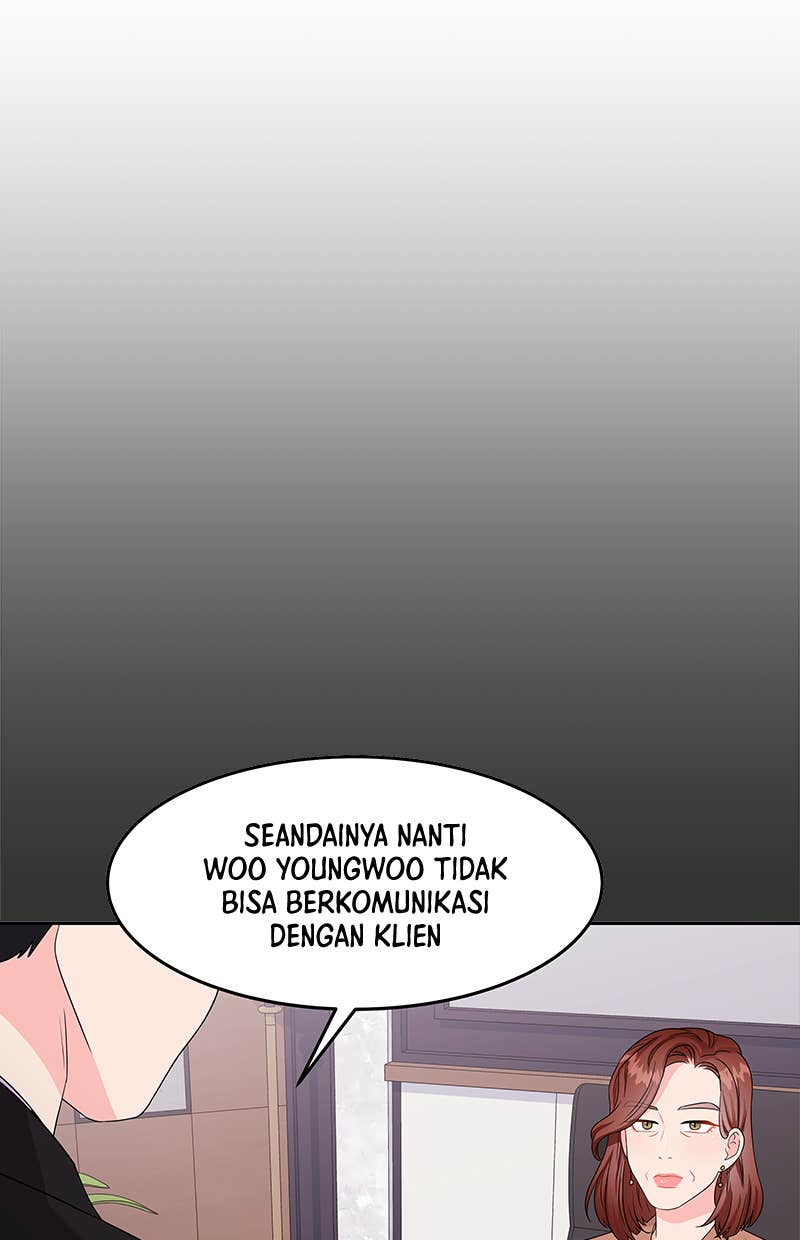 SEANDAINYA NANTI
WOO YOUNGWOO TIDAK
BISA BERKOMUNIKASI
DENGAN KLIEN